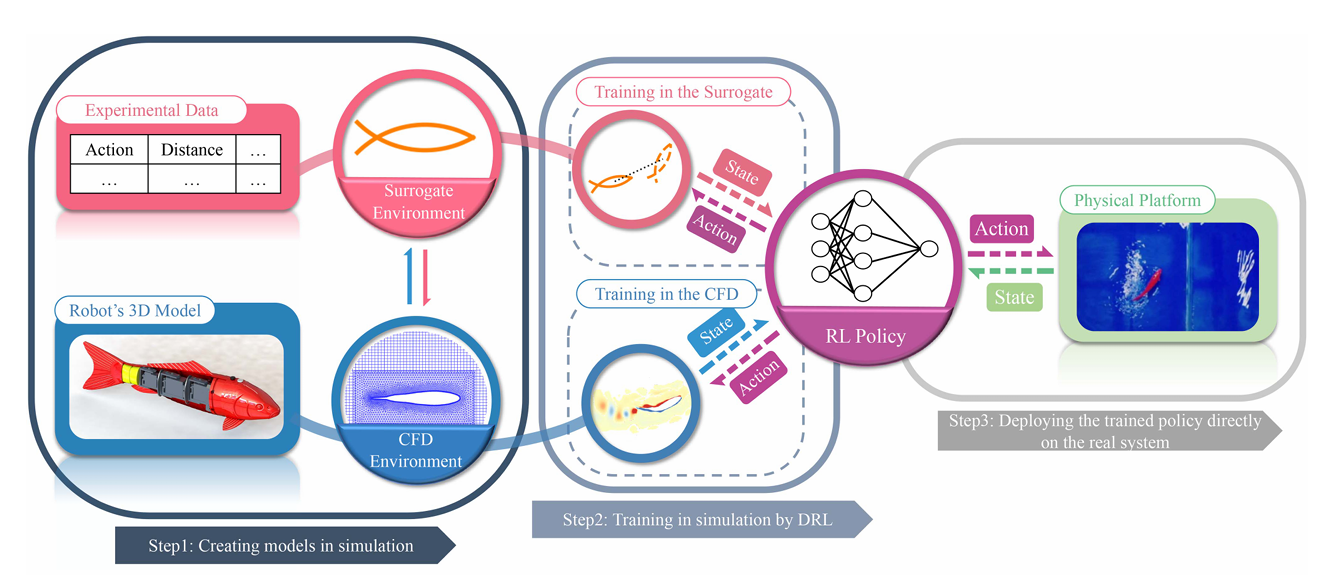 Experimental Data
Action Distance …
… … …
Surrogate
Environment
Robot's 3D Model
CFD
Environment
Step1: Creating models in simulation
Training in the Surrogate
State
Action
Training in the CFD
State
Action
Step2: Training in simulation by DRL
RL Policy
Action
State
Physical Platform
Step3: Deploying the trained policy directly
on the real system